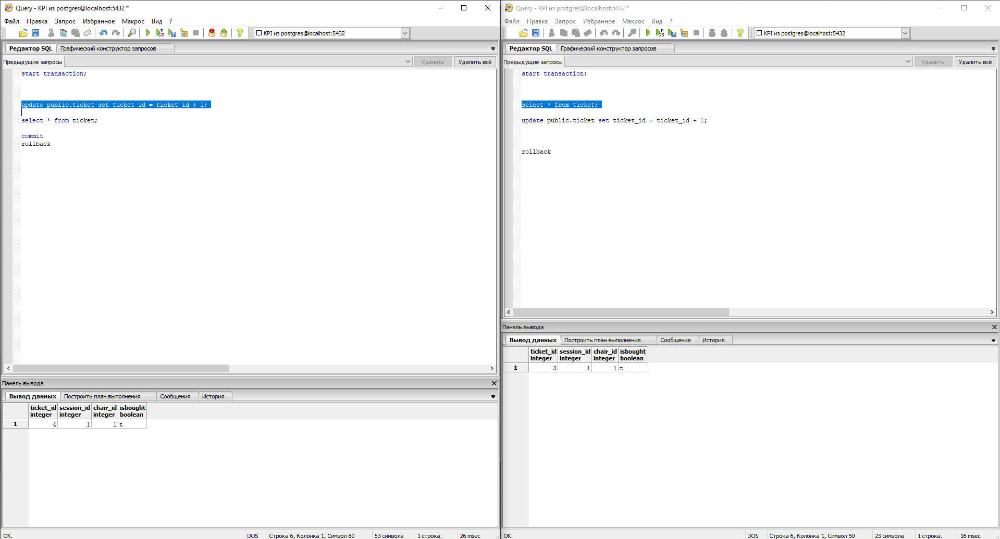 Query - KPI из postgres@localhost:5432 *
Файл Правка Запрос Избранное Макрос Вид ?
KPI из postgres@localhost:5432
Редактор SQL Графический конструктор запросов
Предыдущие запросы Удалить Удалить всё
start transaction;
update public.ticket set ticket_id = ticket_id + 1;
select * from ticket;
commit
rollback
Панель вывода
Вывод данных Построить план выполнения Сообщения История
ticket_id session_id chair_id isbought
integer integer integer boolean
1 4 1 1 t
OK. DOS Строка 6, Колонка 1, Символ 80 53 символа 1 строка. 26 msec
Query - KPI из postgres@localhost:5432 *
Файл Правка Запрос Избранное Макрос Вид ?
KPI из postgres@localhost:5432
Редактор SQL Графический конструктор запросов
Предыдущие запросы Удалить Удалить всё
start transaction;
select * from ticket;
update public.ticket set ticket_id = ticket_id + 1;
rollback
Панель вывода
Вывод данных Построить план выполнения Сообщения История
ticket_id session_id chair_id isbought
integer integer integer boolean
1 3 1 1 t
OK. DOS Строка 6, Колонка 1, Символ 50 23 символа 1 строка. 16 msec